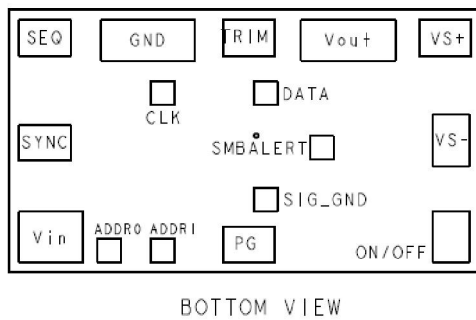 SEQ GND TRIM Vout VS+
CLK DATA
SYNC SMBALERT VS-
SIG_GND
Vin ADDR0 ADDR1 PG ON/OFF
BOTTOM VIEW